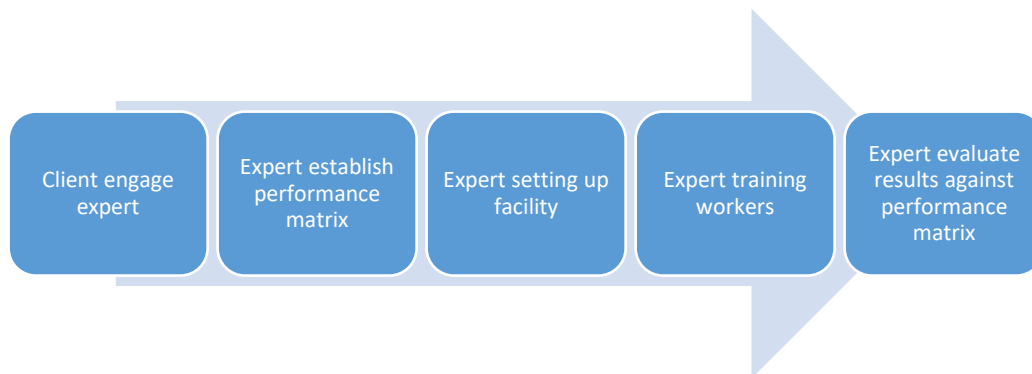 Client engage
expert
Expert establish
performance
matrix
Expert setting up
facility
Expert training
workers
Expert evaluate
results against
performance
matrix